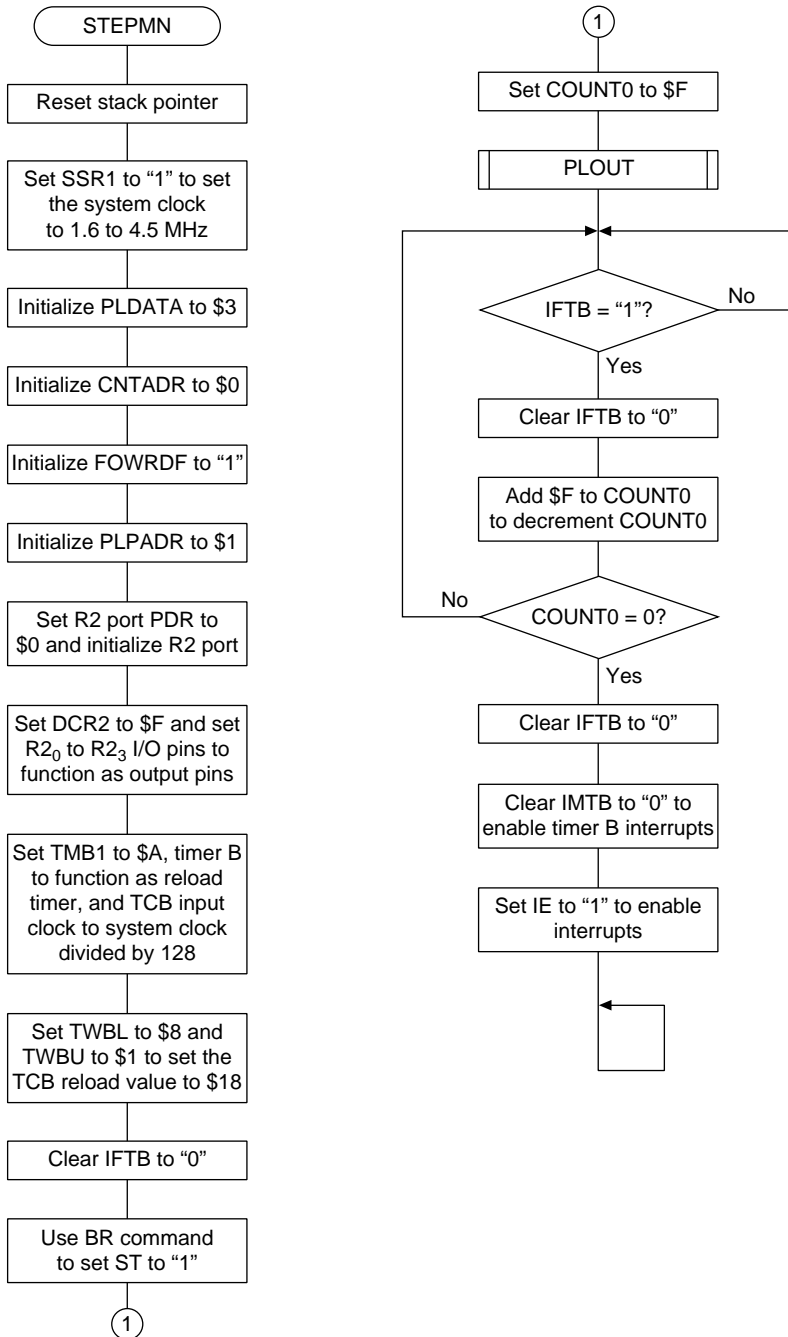 STEPMN
Reset stack pointer
Set SSR1 to “1” to set
the system clock
to 1.6 to 4.5 MHz
Initialize PLDATA to $3
Initialize CNTADR to $0
Initialize FOWRDF to “1”
Initialize PLPADR to $1
Set R2 port PDR to
$0 and initialize R2 port
Set DCR2 to $F and set
R2₀ to R2₃ I/O pins to
function as output pins
Set TMB1 to $A, timer B
to function as reload
timer, and TCB input
clock to system clock
divided by 128
Set TWBL to $8 and
TWBU to $1 to set the
TCB reload value to $18
Clear IFTB to “0”
Use BR command
to set ST to “1”
1
1
Set COUNT0 to $F
PLOUT
IFTB = “1”?
No
Yes
Clear IFTB to “0”
Add $F to COUNT0
to decrement COUNT0
No
COUNT0 = 0?
Yes
Clear IFTB to “0”
Clear IMTB to “0” to
enable timer B interrupts
Set IE to “1” to enable
interrupts